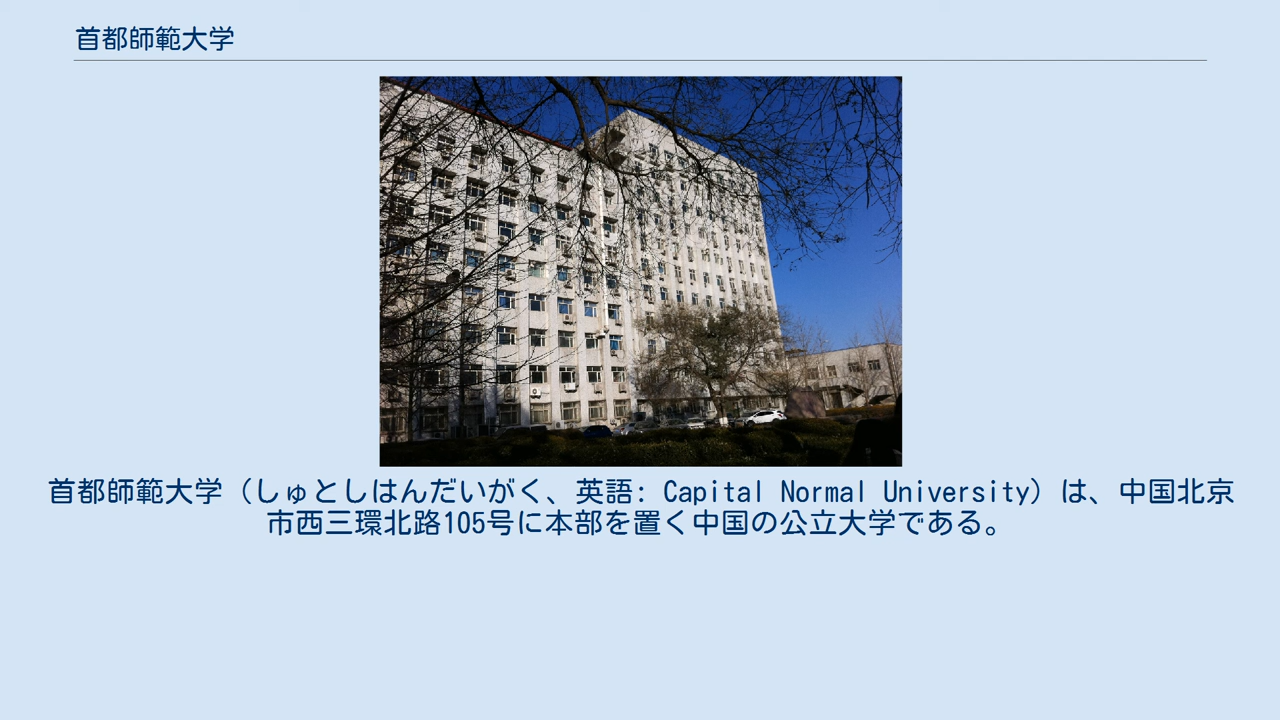 首都師範大学
首都師範大学（しゅとしはんだいがく、英語: Capital Normal University）は、中国北京
市西三環北路105号に本部を置く中国の公立大学である。